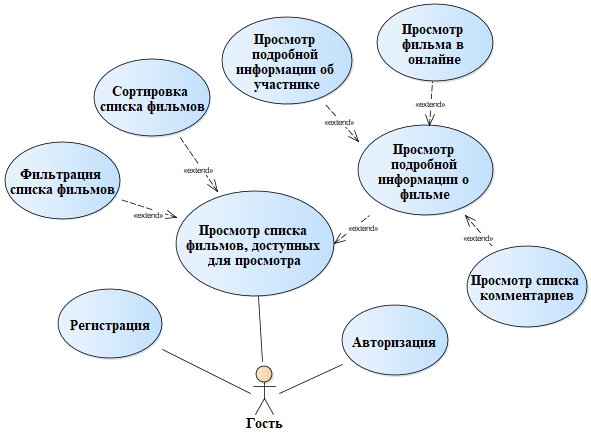 Просмотр
подробной
информации об
участнике
Просмотр
фильма в
онлайне
Сортировка
списка фильмов
«extend»
«extend»
Просмотр
подробной
информации о
фильме
Фильтрация
списка фильмов
«extend»
«extend»
«extend»
Просмотр списка
фильмов, доступных
для просмотра
«extend»
«extend»
Просмотр списка
комментариев
Регистрация
Авторизация
Гость